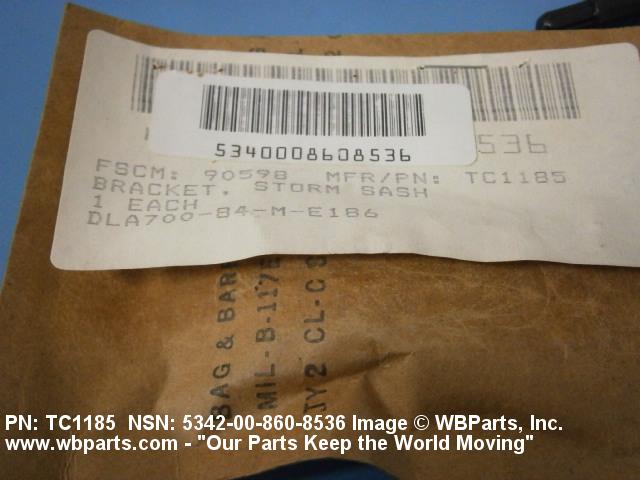 5340008608536
536
FSCM: 90598 MFR/PN: TC1185
BRACKET, STORM SASH
1 EACH
DLA700-84-M-E186
BAG & BAR
MIL-B-117E
CL-C
PN: TC1185 NSN: 5342-00-860-8536 Image © WBParts, Inc.
www.wbparts.com - "Our Parts Keep the World Moving"